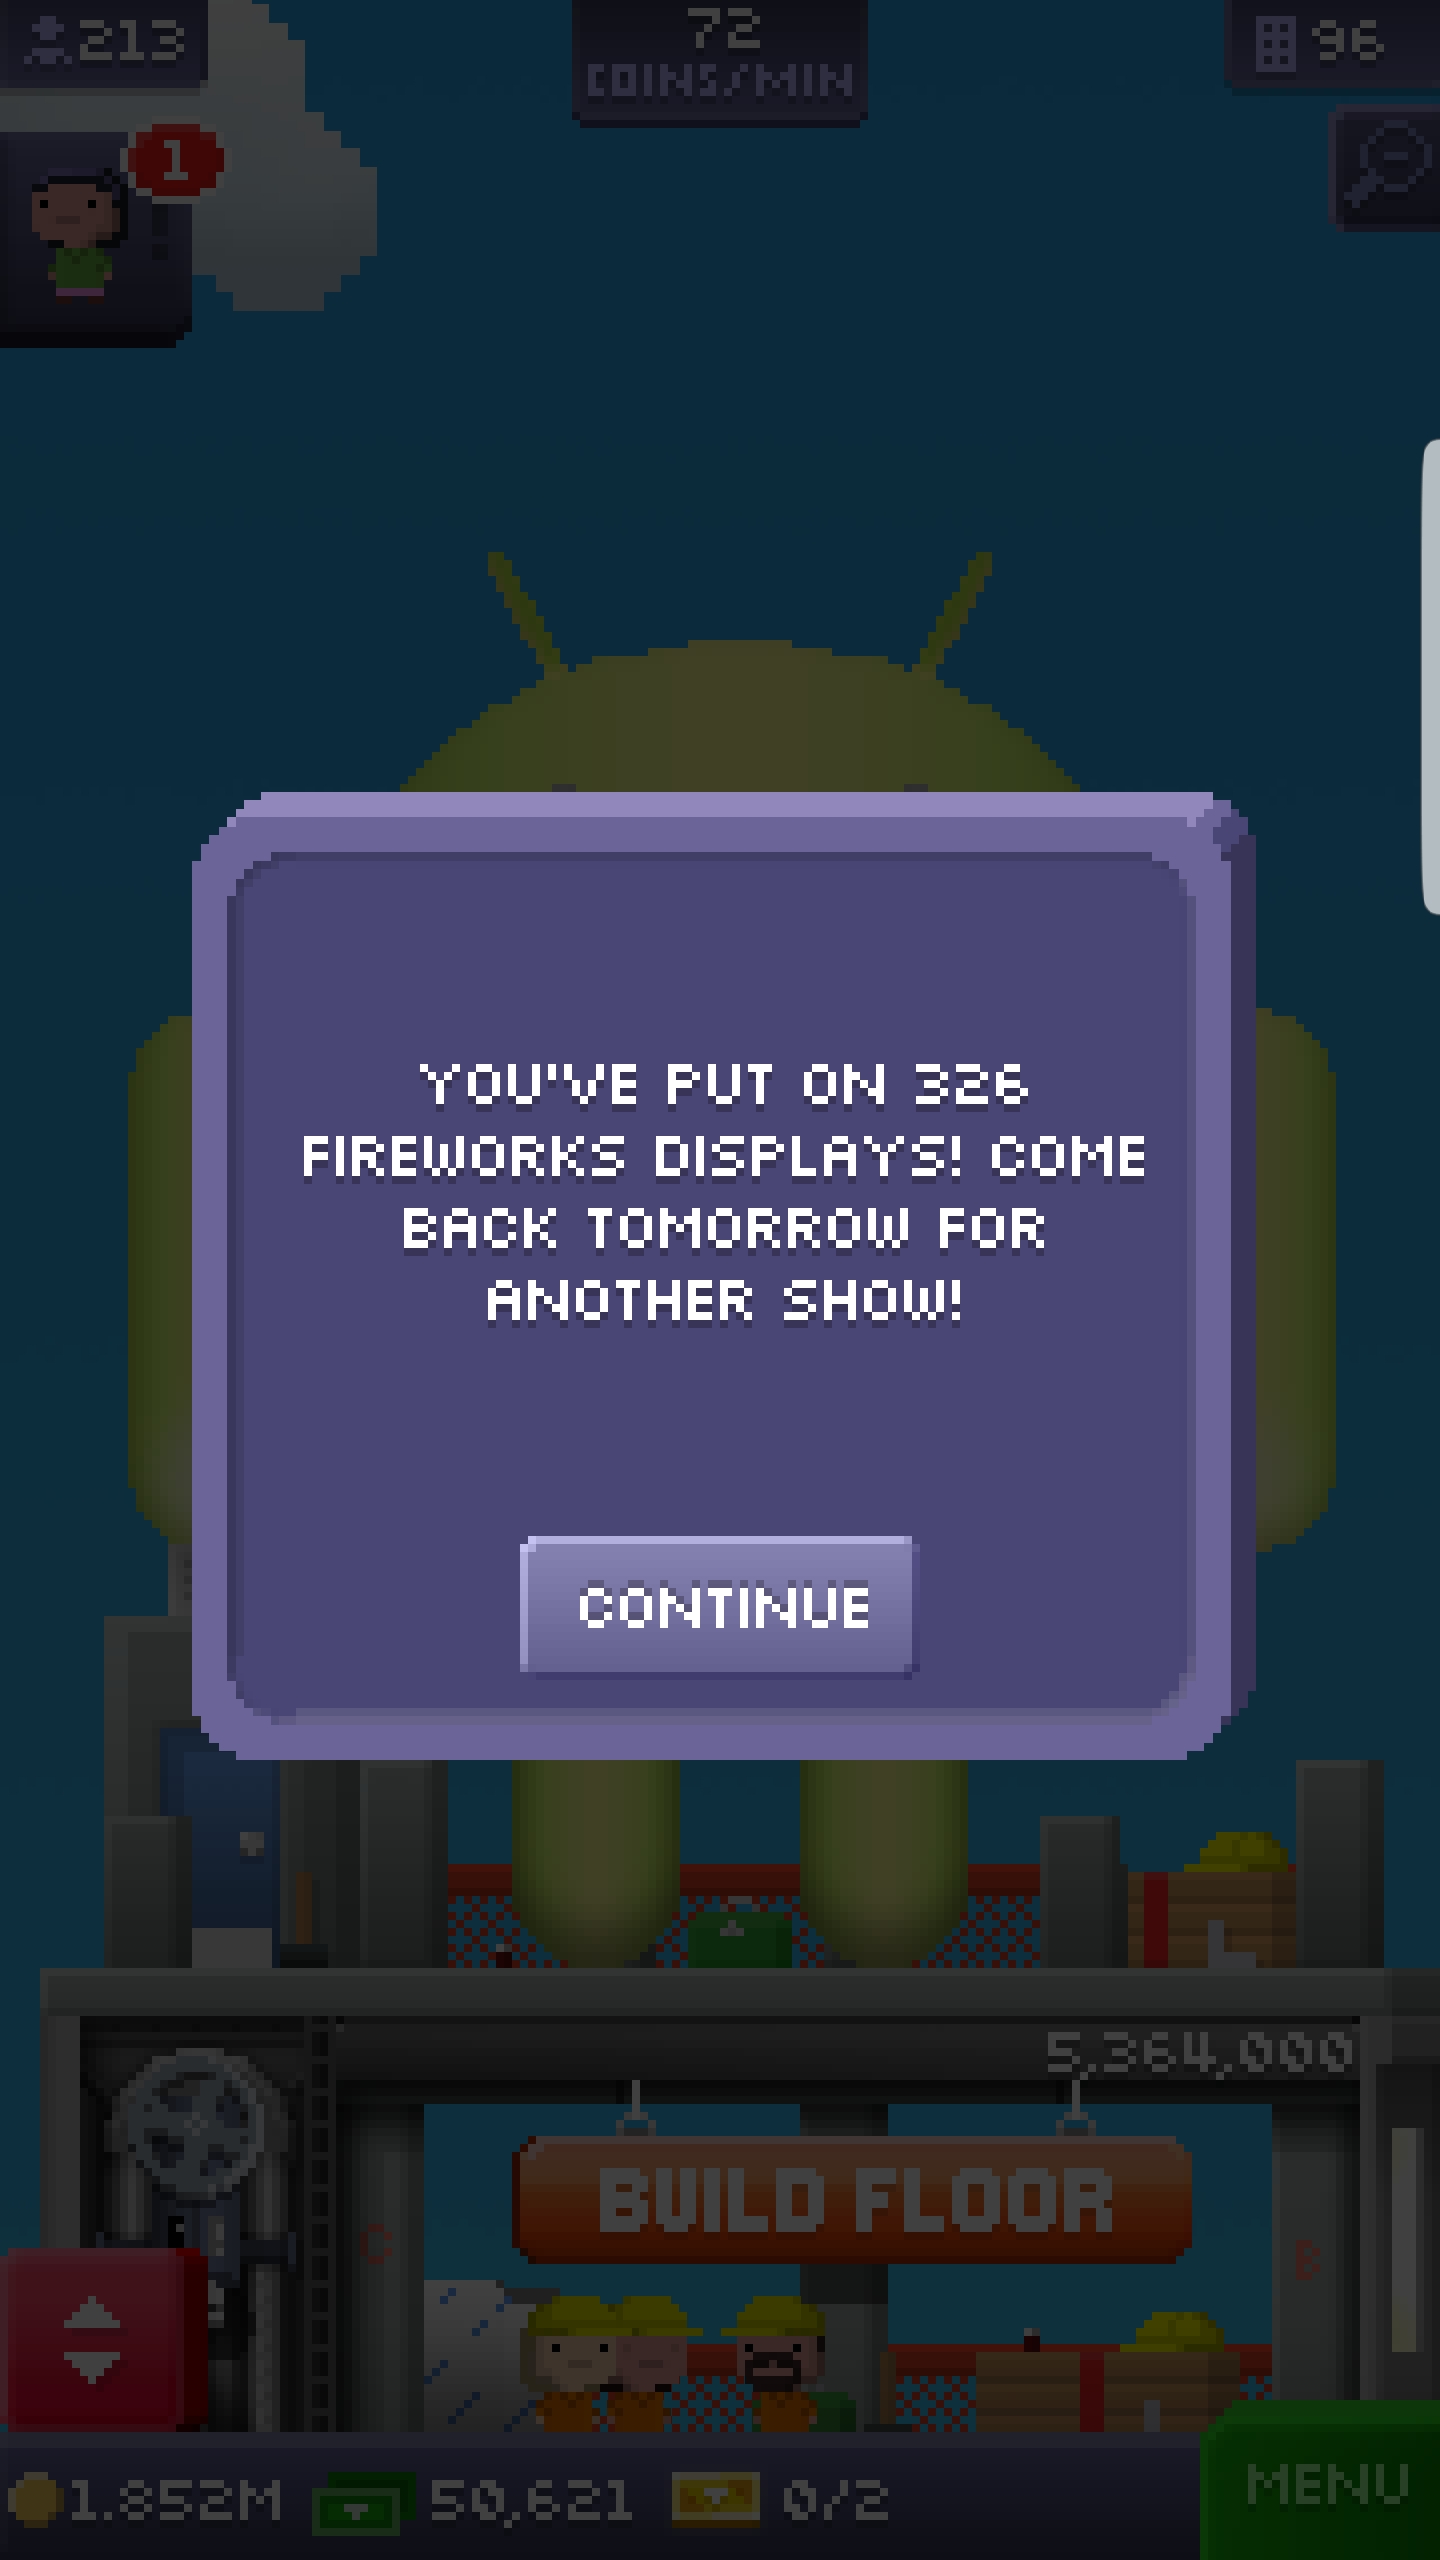 213
72
COINS/MIN
96
1
YOU'VE PUT ON 326
FIREWORKS DISPLAYS! COME
BACK TOMORROW FOR
ANOTHER SHOW!
CONTINUE
5,364,000
BUILD FLOOR
C
B
1.852M
50,621
0/2
MENU